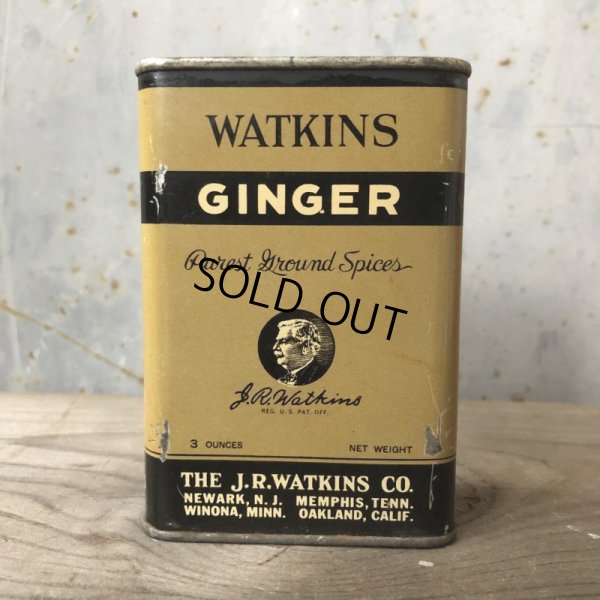 WATKINS
GINGER
Purest Ground Spices
SOLD OUT
J.R. Watkins
REG. U. S. PAT. OFF.
3 OUNCES NET WEIGHT
THE J.R. WATKINS CO.
NEWARK, N. J. MEMPHIS, TENN.
WINONA, MINN. OAKLAND, CALIF.